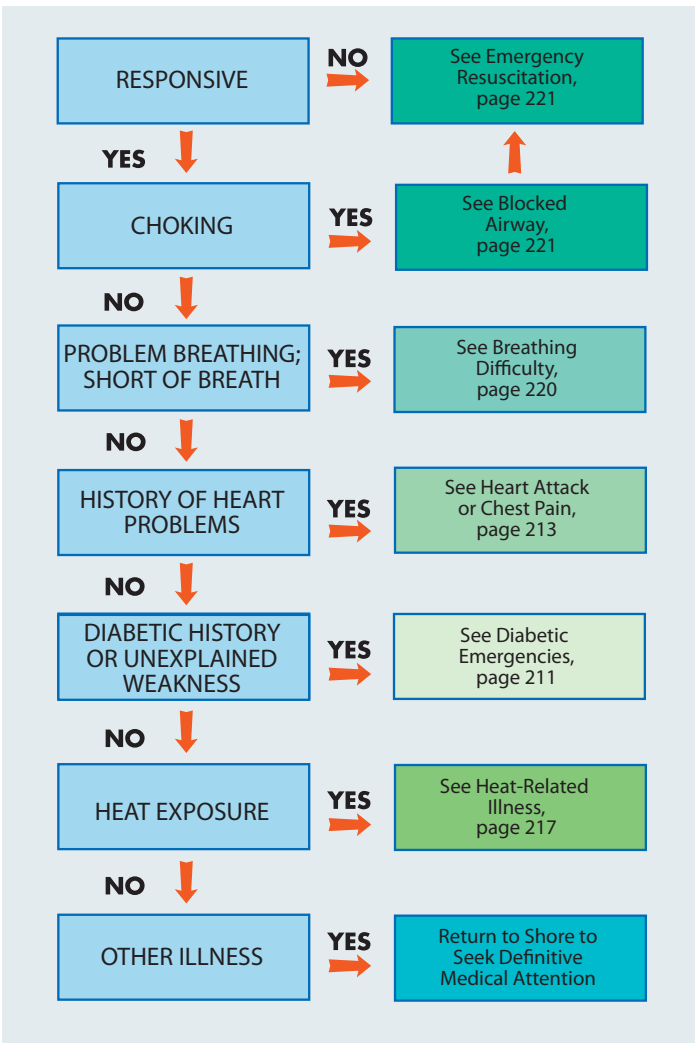 RESPONSIVE
NO
See Emergency
Resuscitation,
page 221
YES
CHOKING
YES
See Blocked
Airway,
page 221
NO
PROBLEM BREATHING;
SHORT OF BREATH
YES
See Breathing
Difficulty,
page 220
NO
HISTORY OF HEART
PROBLEMS
YES
See Heart Attack
or Chest Pain,
page 213
NO
DIABETIC HISTORY
OR UNEXPLAINED
WEAKNESS
YES
See Diabetic
Emergencies,
page 211
NO
HEAT EXPOSURE
YES
See Heat-Related
Illness,
page 217
NO
OTHER ILLNESS
YES
Return to Shore to
Seek Definitive
Medical Attention